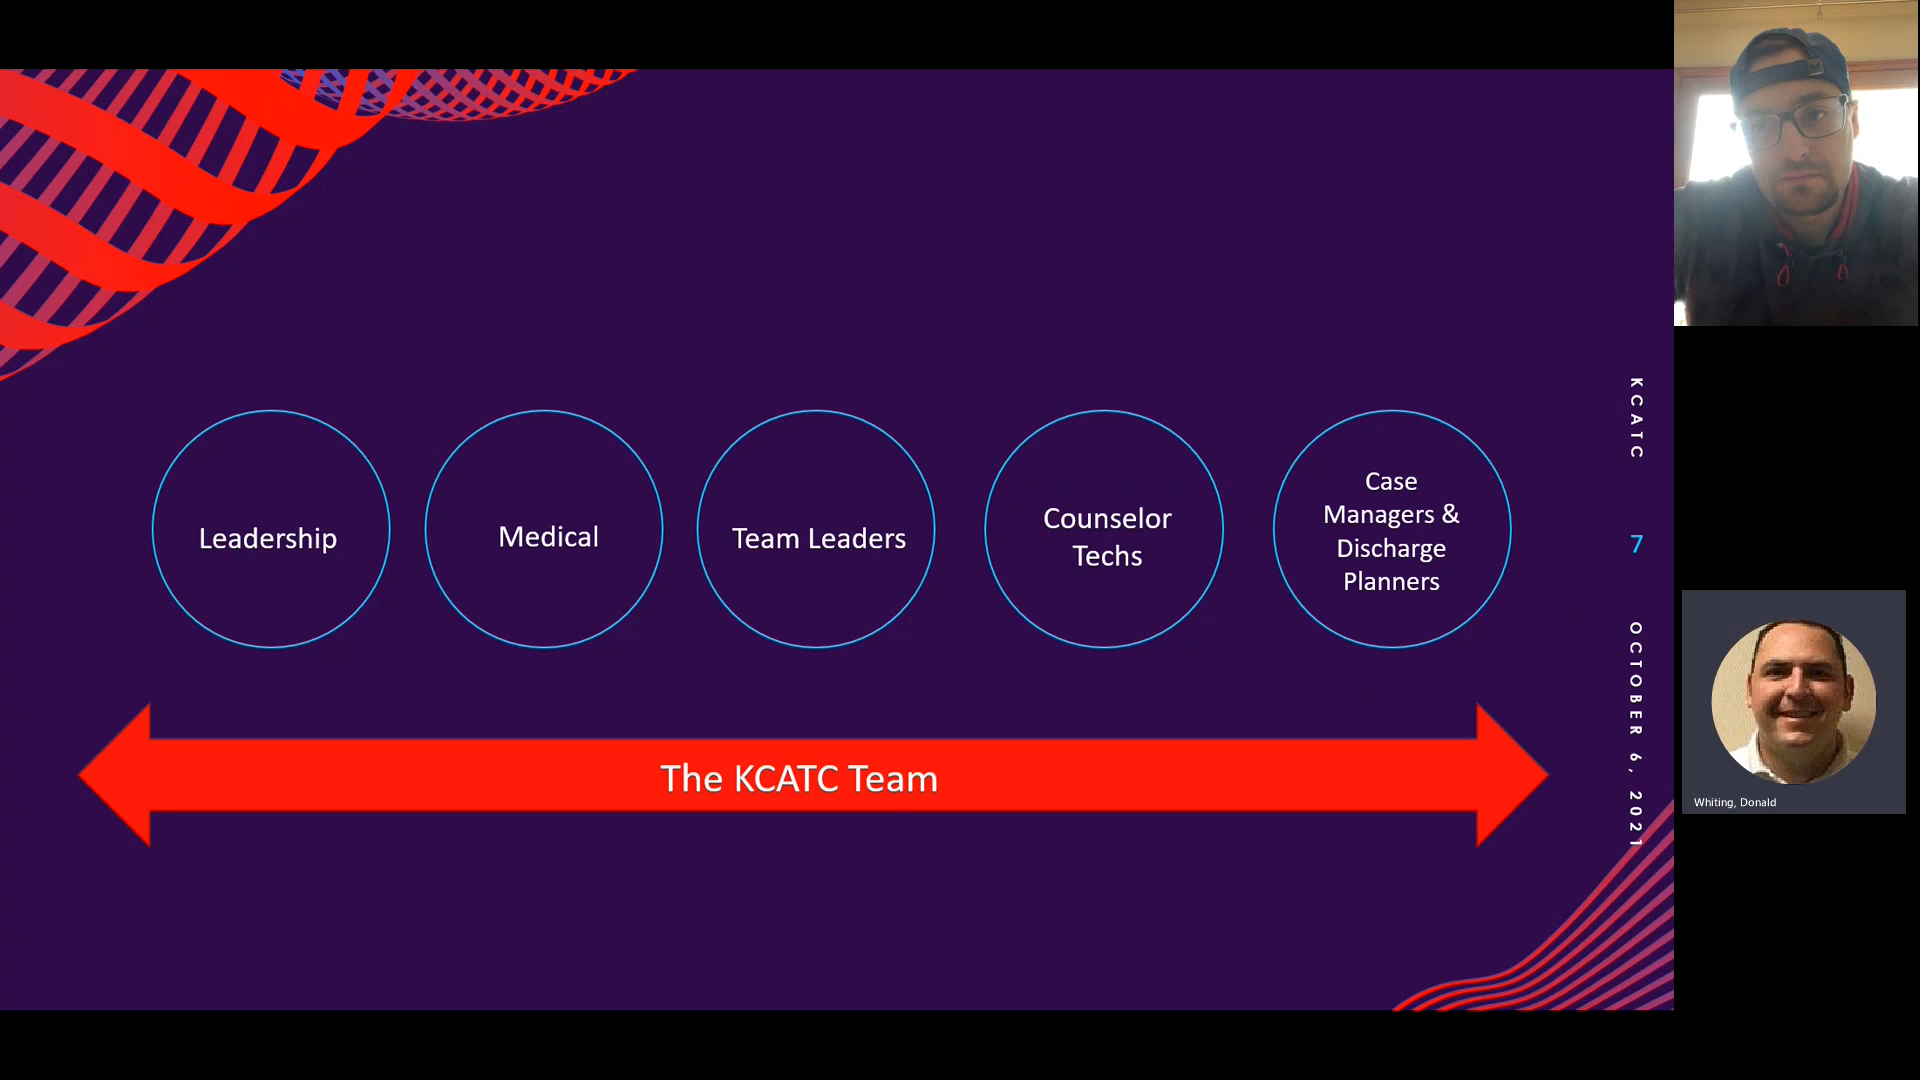 Leadership
Medical
Team Leaders
Counselor
Techs
Case
Managers &
Discharge
Planners
The KCATC Team
KCATC
7
OCTOBER 6, 2021
Whiting, Donald